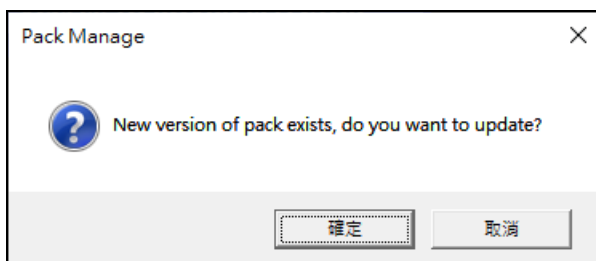 Pack Manage
New version of pack exists, do you want to update?
確定
取消